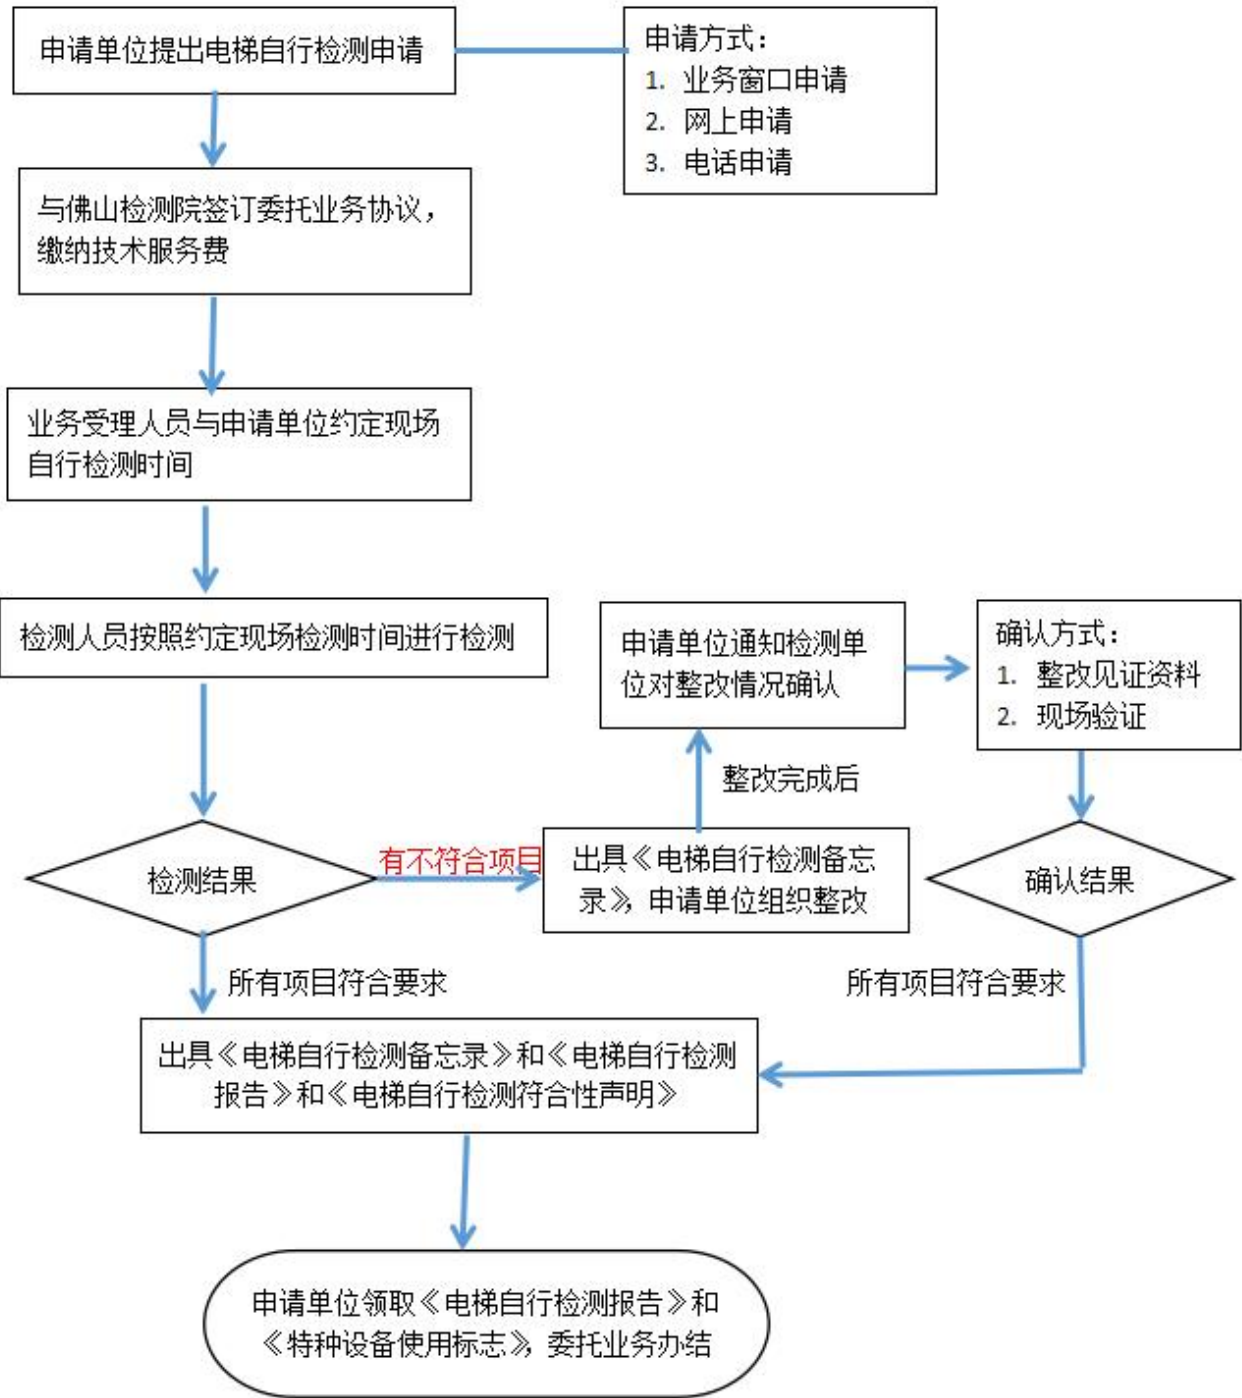 申请单位提出电梯自行检测申请
申请方式：
1. 业务窗口申请
2. 网上申请
3. 电话申请
与佛山检测院签订委托业务协议，
缴纳技术服务费
业务受理人员与申请单位约定现场
自行检测时间
检测人员按照约定现场检测时间进行检测
申请单位通知检测单
位对整改情况确认
确认方式：
1. 整改见证资料
2. 现场验证
整改完成后
检测结果
有不符合项目
出具《电梯自行检测备忘
录》，申请单位组织整改
确认结果
所有项目符合要求
所有项目符合要求
出具《电梯自行检测备忘录》和《电梯自行检测
报告》和《电梯自行检测符合性声明》
申请单位领取《电梯自行检测报告》和
《特种设备使用标志》，委托业务办结